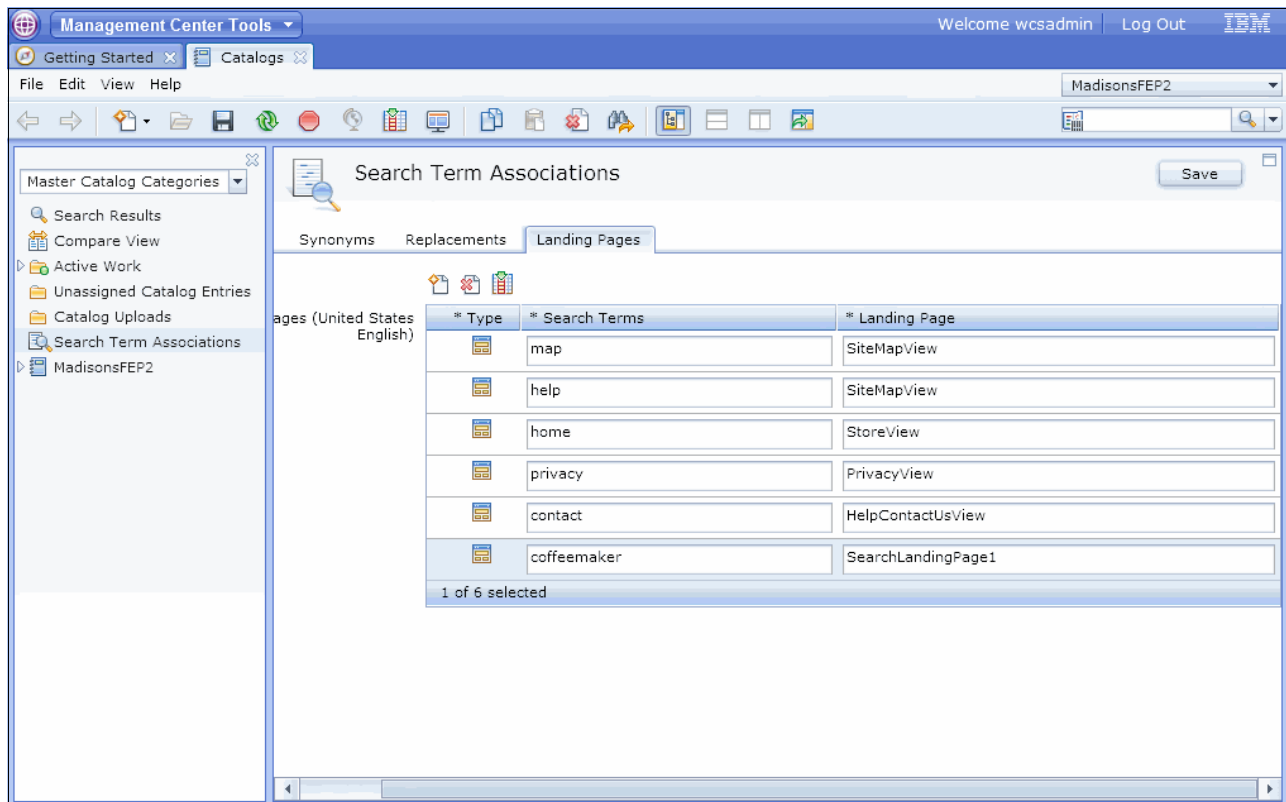 Management Center Tools Welcome wcsadmin Log Out IBM
Getting Started Catalogs
File Edit View Help MadisonsFEP2
Master Catalog Categories
Search Results
Compare View
Active Work
Unassigned Catalog Entries
Catalog Uploads
Search Term Associations
MadisonsFEP2
Search Term Associations Save
Synonyms Replacements Landing Pages
ages (United States
English)
* Type * Search Terms * Landing Page
map SiteMapView
help SiteMapView
home StoreView
privacy PrivacyView
contact HelpContactUsView
coffeemaker SearchLandingPage1
1 of 6 selected